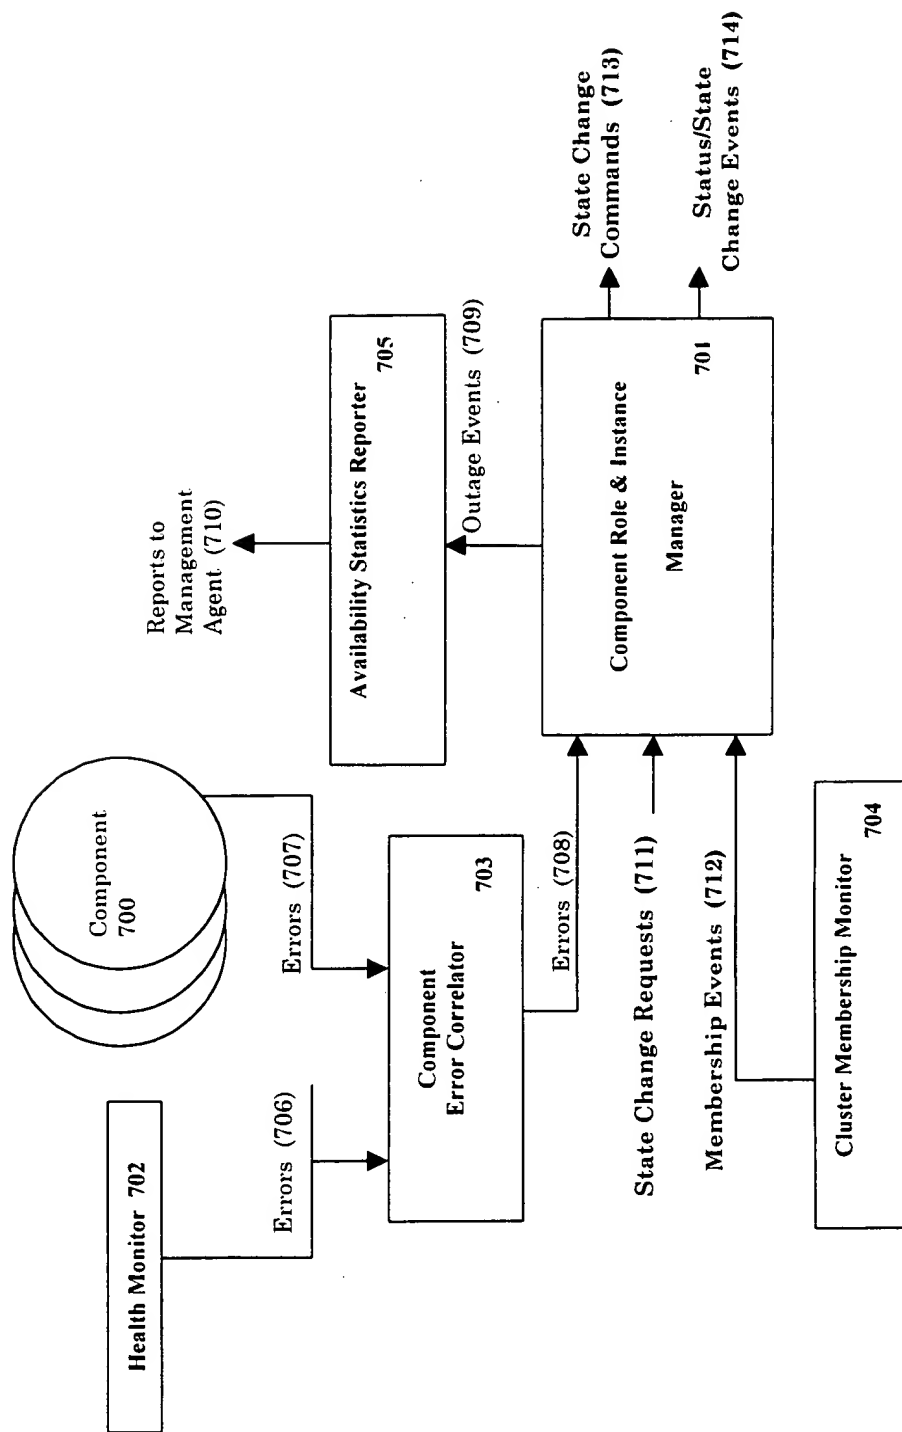 Health Monitor 702
Errors (706)
Component
700
Errors (707)
Component
Error Correlator
703
Errors (708)
State Change Requests (711)
Membership Events (712)
Cluster Membership Monitor
704
Reports to
Management
Agent (710)
Availability Statistics Reporter
705
Outage Events (709)
Component Role & Instance
Manager
701
State Change
Commands (713)
Status/State
Change Events (714)